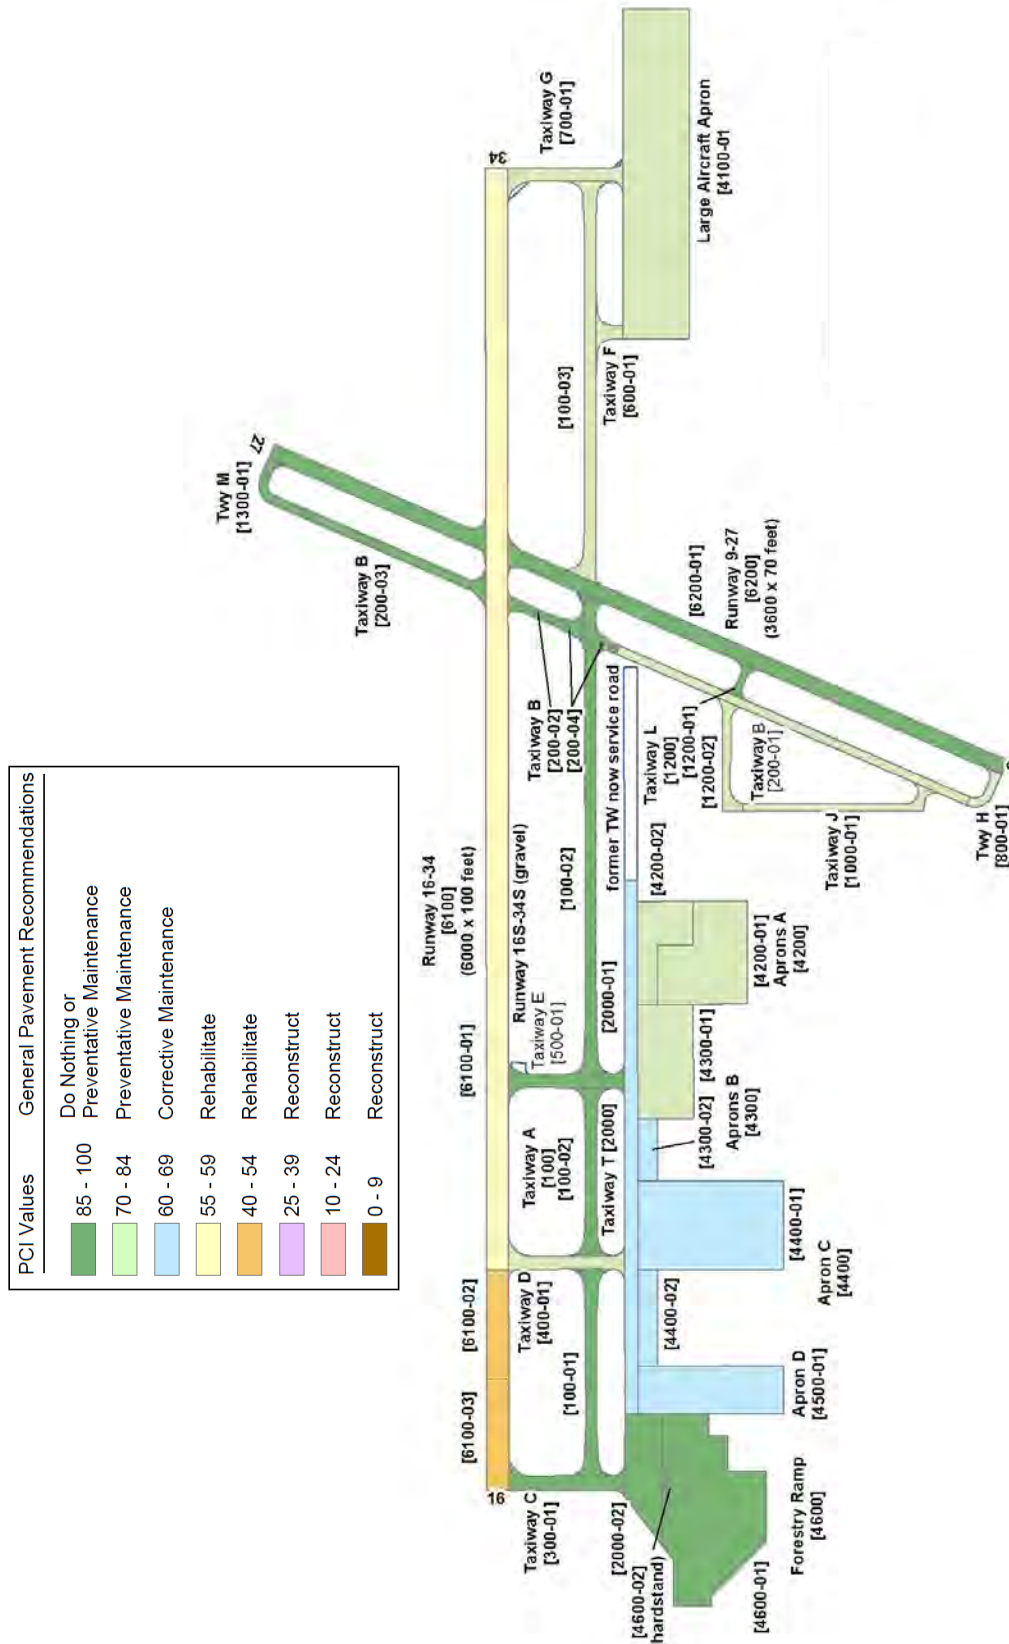 PCI Values
General Pavement Recommendations
85 - 100
Do Nothing or
Preventative Maintenance
70 - 84
Preventative Maintenance
60 - 69
Corrective Maintenance
55 - 59
Rehabilitate
40 - 54
Rehabilitate
25 - 39
Reconstruct
10 - 24
Reconstruct
0 - 9
Reconstruct
Taxiway C
[300-01]
16
[6100-03]
[6100-02]
[6100-01]
Runway 16-34
[6100]
(6000 x 100 feet)
34
Taxiway D
[400-01]
[100-01]
Taxiway A
[100]
[100-02]
Taxiway T [2000]
Runway 16S-34S (gravel)
Taxiway E
[500-01]
[2000-01]
[100-02]
former TW now service road
Taxiway B
[200-02]
[200-04]
Taxiway B
[200-03]
Twy M
[1300-01]
27
[100-03]
Taxiway F
[600-01]
Taxiway G
[700-01]
Large Aircraft Apron
[4100-01]
[6200-01]
Runway 9-27
[6200]
(3600 x 70 feet)
Taxiway L
[1200]
[1200-01]
[1200-02]
Taxiway B
[200-01]
Taxiway J
[1000-01]
Twy H
[800-01]
[4200-02]
[4200-01]
Aprons A
[4200]
[4300-01]
[4300-02]
Aprons B
[4300]
[4400-01]
Apron C
[4400]
[4400-02]
Apron D
[4500-01]
[2000-02]
[4600-02]
hardstand)
Forestry Ramp
[4600]
[4600-01]